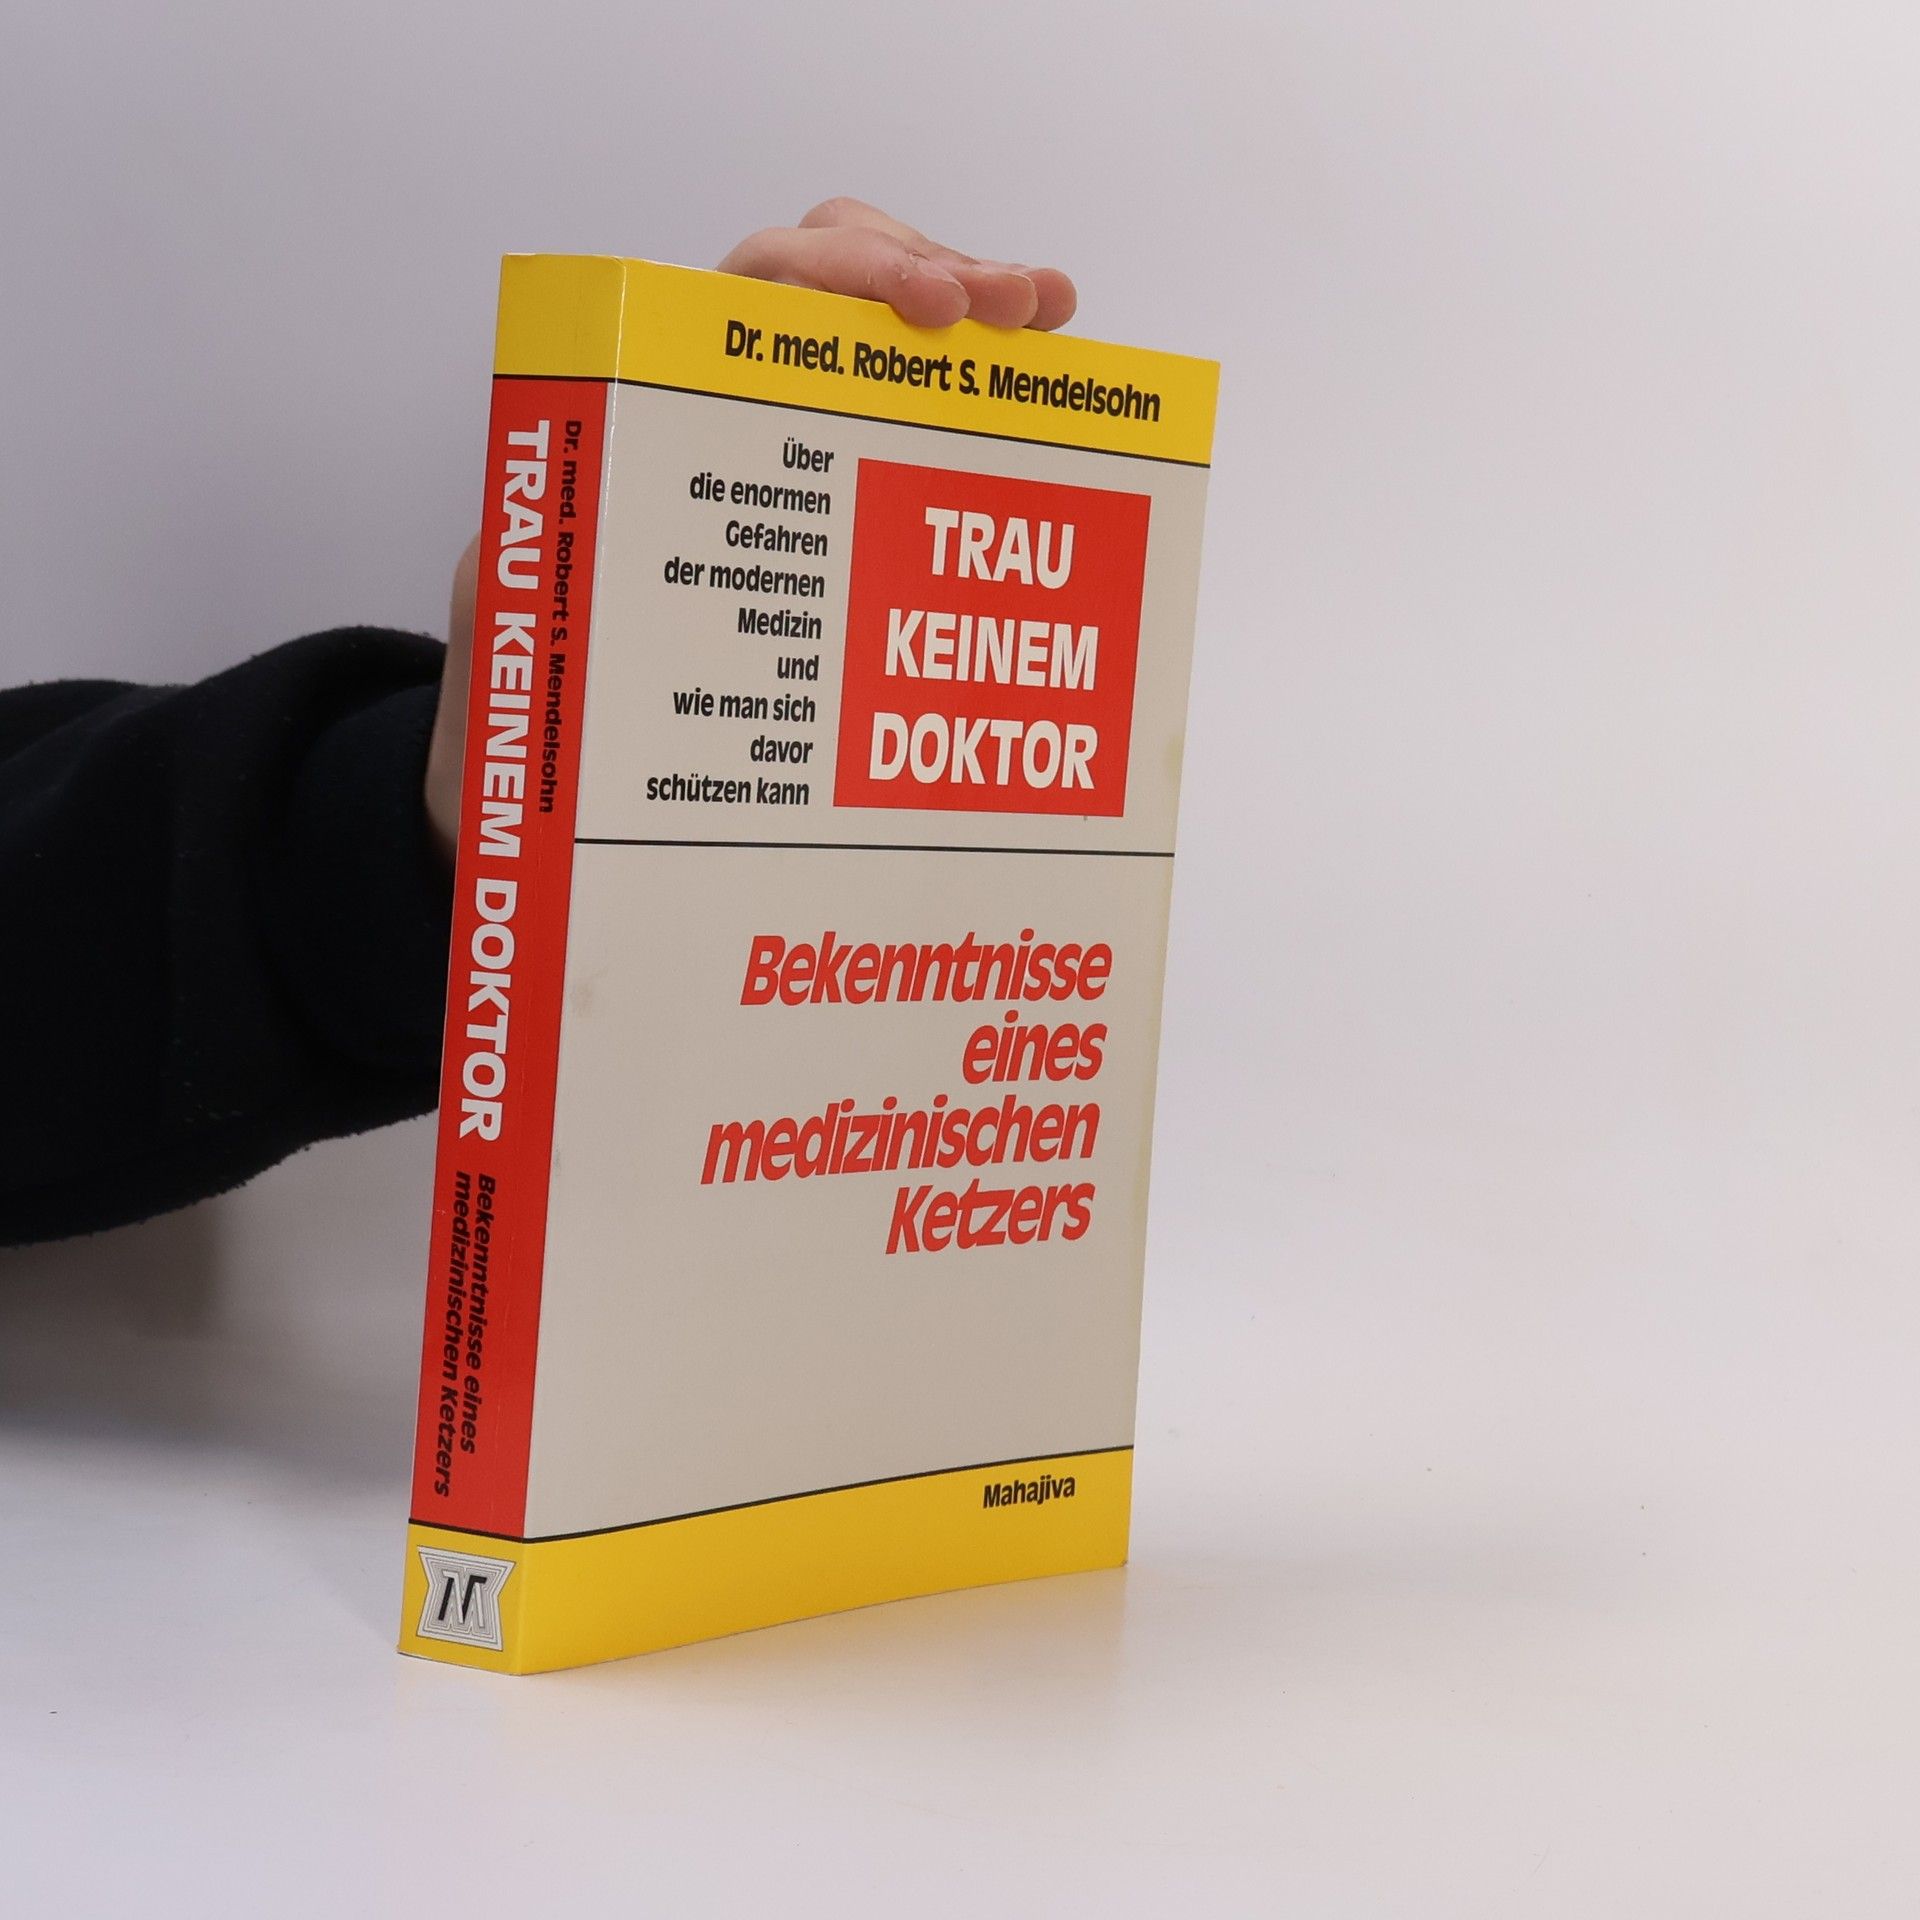 Dr. med. Robert S. Mendelsohn
TRAU KEINEM DOKTOR
Bekenntnisse eines
medizinischen Ketzers
M
Dr. med. Robert S. Mendelsohn
Über
die enormen
Gefahren
der modernen
Medizin
und
wie man sich
davor
schützen kann
TRAU
KEINEM
DOKTOR
Bekenntnisse
eines
medizinischen
Ketzers
Mahajiva